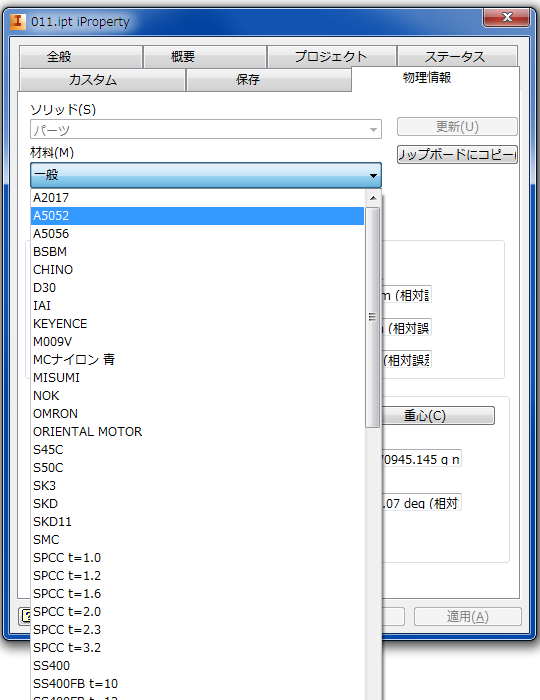 011.ipt iProperty
全般 概要 プロジェクト ステータス
カスタム 保存 物理情報
ソリッド(S)
パーツ 更新(U)
材料(M)
一般 リップボードにコピー(
A2017
A5052
A5056
BSBM
CHINO
D30
IAI
KEYENCE
M009V
MCナイロン 青
MISUMI
NOK
OMRON
ORIENTAL MOTOR
S45C
S50C
SK3
SKD
SKD11
SMC
SPCC t=1.0
SPCC t=1.2
SPCC t=1.6
SPCC t=2.0
SPCC t=2.3
SPCC t=3.2
SS400
SS400FB t=10
m (相対
(相対誤
(相対誤
重心(C)
70945.145 g n
.07 deg (相対
適用(A)